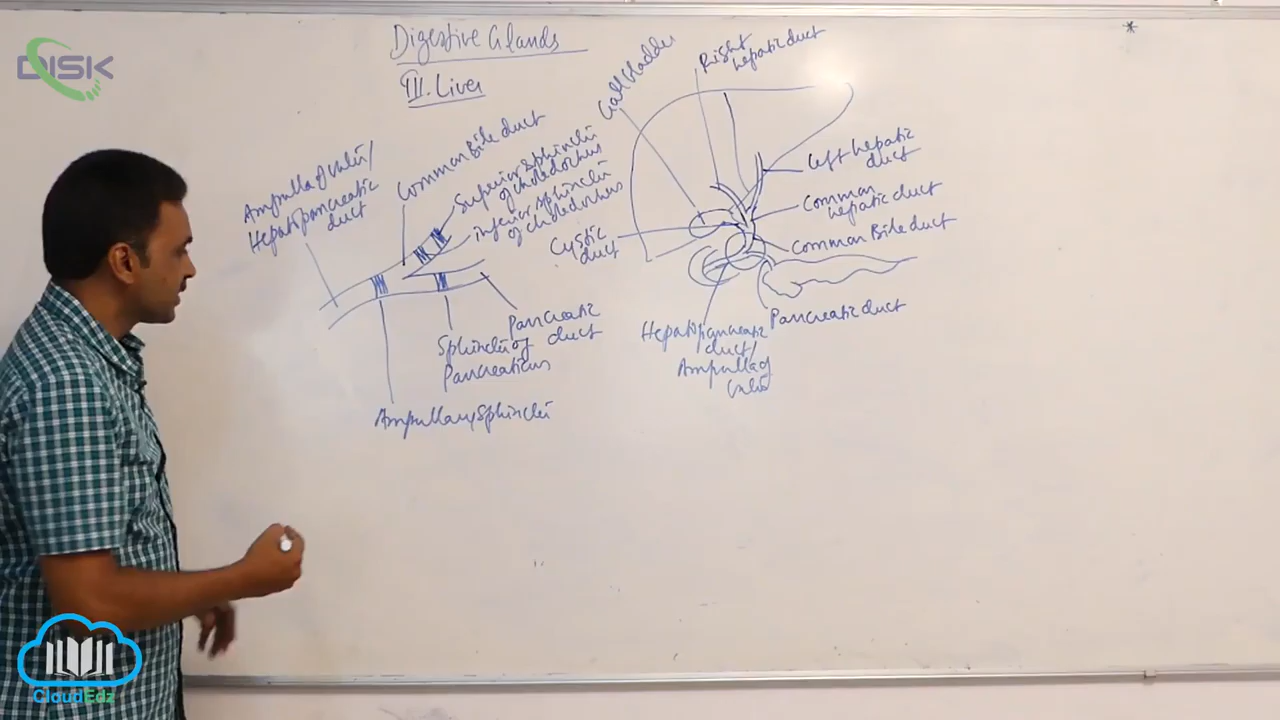 DISK
Digestive Glands
III. Liver
Ampulla of Vater/
Hepatopancreatic
duct
Common Bile duct
Superior Sphincter
of choledochus
inferior Sphincter
of choledochus
Pancreatic
duct
Sphincter of
Pancreaticus
Ampullary Sphincter
Gall bladder
Right
hepatic duct
Left hepatic
duct
Common
hepatic duct
Common Bile duct
Cystic
duct
Pancreatic duct
Hepatopancreatic
duct/
Ampulla of
Vater
CloudEdz